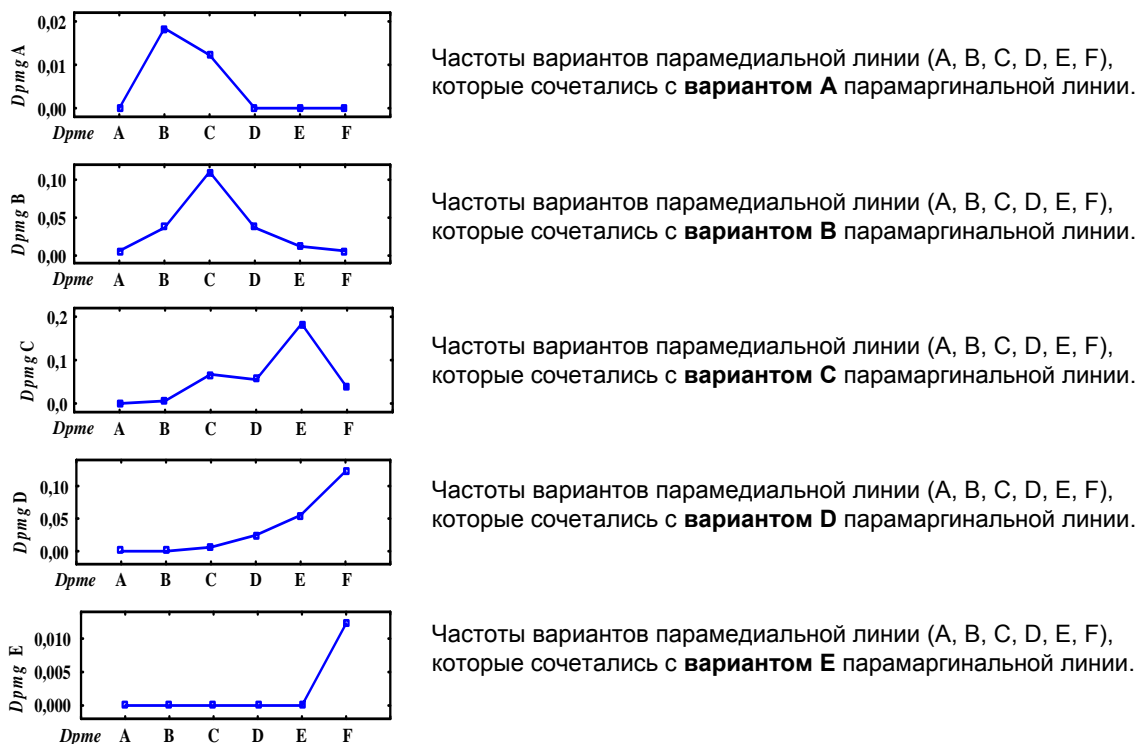 0,02
0,01
0,00
Dpmg A
Dpme A B C D E F
Частоты вариантов парамедиальной линии (A, B, C, D, E, F),
которые сочетались с вариантом A парамаргинальной линии.
0,10
0,05
0,00
Dpmg B
Dpme A B C D E F
Частоты вариантов парамедиальной линии (A, B, C, D, E, F),
которые сочетались с вариантом B парамаргинальной линии.
0,2
0,1
0,0
Dpmg C
Dpme A B C D E F
Частоты вариантов парамедиальной линии (A, B, C, D, E, F),
которые сочетались с вариантом C парамаргинальной линии.
0,10
0,05
0,00
Dpmg D
Dpme A B C D E F
Частоты вариантов парамедиальной линии (A, B, C, D, E, F),
которые сочетались с вариантом D парамаргинальной линии.
0,010
0,005
0,000
Dpmg E
Dpme A B C D E F
Частоты вариантов парамедиальной линии (A, B, C, D, E, F),
которые сочетались с вариантом E парамаргинальной линии.